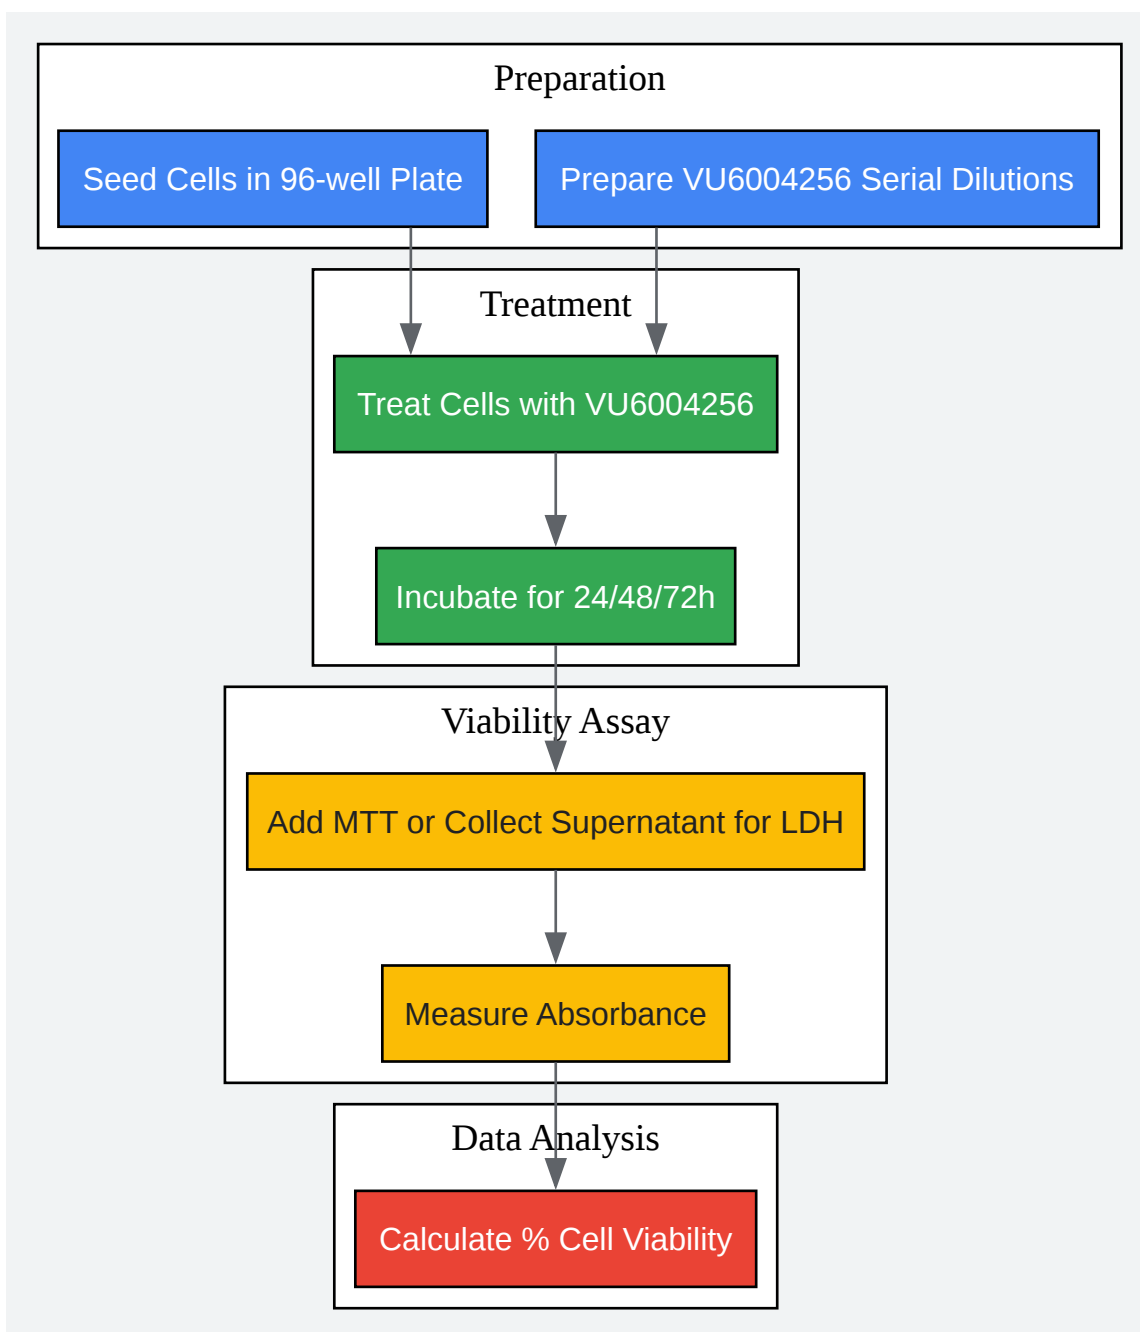 Preparation
Seed Cells in 96-well Plate
Prepare VU6004256 Serial Dilutions
Treatment
Treat Cells with VU6004256
Incubate for 24/48/72h
Viability Assay
Add MTT or Collect Supernatant for LDH
Measure Absorbance
Data Analysis
Calculate % Cell Viability